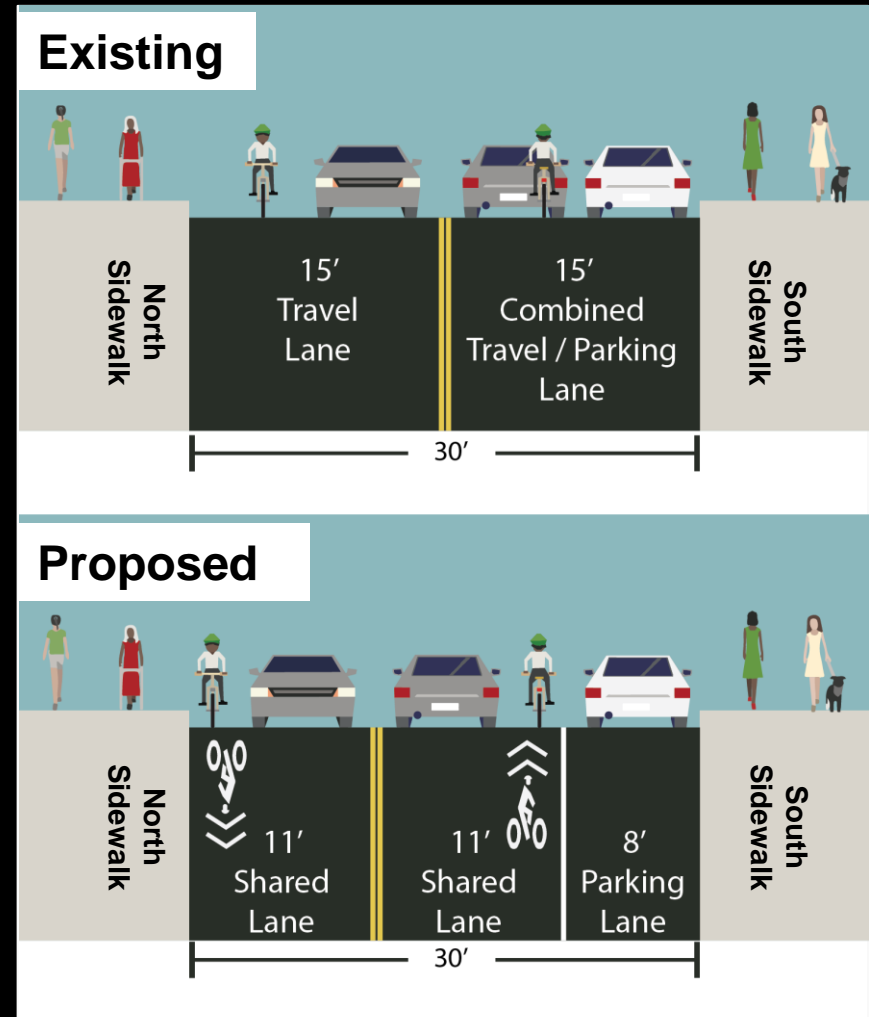 Existing
North
Sidewalk
15′
Travel
Lane
15′
Combined
Travel / Parking
Lane
South
Sidewalk
30′
Proposed
North
Sidewalk
11′
Shared
Lane
11′
Shared
Lane
8′
Parking
Lane
South
Sidewalk
30′